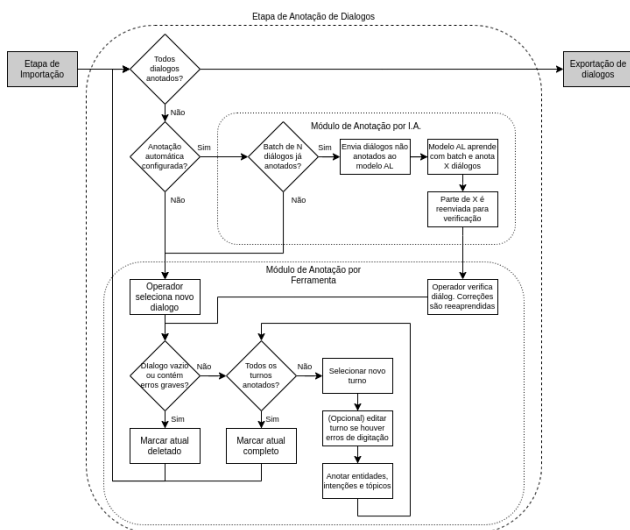 Etapa de Anotação de Dialogos
Etapa de
Importação
Todos
dialogos
anotados?
Exportação de
dialogos
Não
Módulo de Anotação por I.A.
Anotação
automática
configurada?
Sim
Batch de N
diálogos já
anotados?
Sim
Envia diálogos não
anotados ao
modelo AL
Modelo AL aprende
com batch e anota
X diálogos
Não
Não
Parte de X é
reenviada para
verificação
Módulo de Anotação por
Ferramenta
Operador
seleciona novo
dialogo
Operador verifica
diálog. Correções
são reeaprendidas
Dialogo vazio
ou contém
erros graves?
Não
Todos os
turnos
anotados?
Não
Selecionar novo
turno
Sim
Sim
(Opcional) editar
turno se houver
erros de digitação
Marcar atual
deletado
Marcar atual
completo
Anotar entidades,
intenções e tópicos